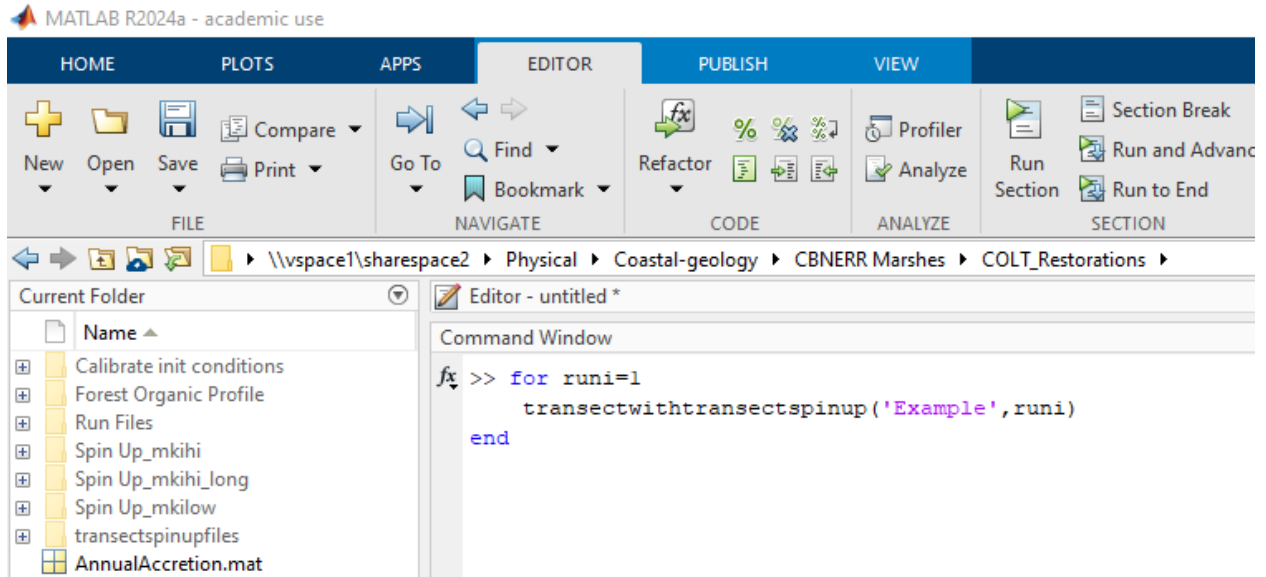 MATLAB R2024a - academic use
HOME PLOTS APPS EDITOR PUBLISH VIEW
New Open Save Compare Print
FILE
Go To Find Bookmark
NAVIGATE
Refactor
CODE
Profiler Analyze
ANALYZE
Run Section Section Break Run and Advanc Run to End
SECTION
\\vspace1\sharespace2 Physical Coastal-geology CBNERR Marshes COLT_Restorations
Current Folder
Name
Calibrate init conditions
Forest Organic Profile
Run Files
Spin Up_mkihi
Spin Up_mkihi_long
Spin Up_mkilow
transectspinupfiles
AnnualAccretion.mat
Editor - untitled *
Command Window
fx >> for runi=1
transectwithtransectspinup('Example',runi)
end